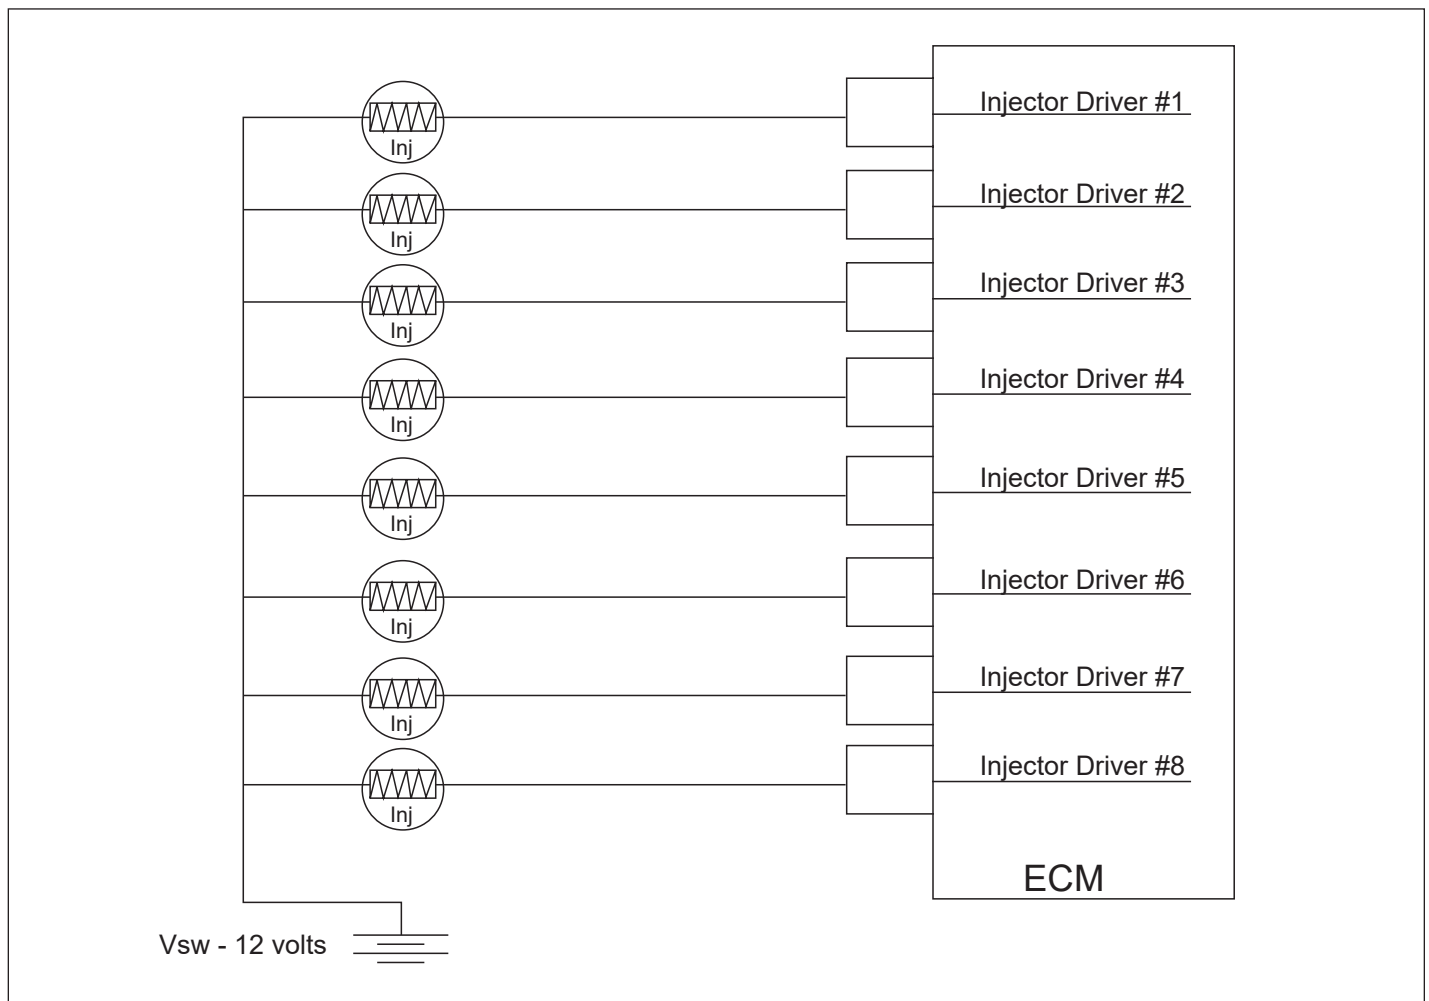 Injector Driver #1
Inj
Injector Driver #2
Inj
Injector Driver #3
Inj
Injector Driver #4
Inj
Injector Driver #5
Inj
Injector Driver #6
Inj
Injector Driver #7
Inj
Injector Driver #8
Inj
ECM
Vsw - 12 volts